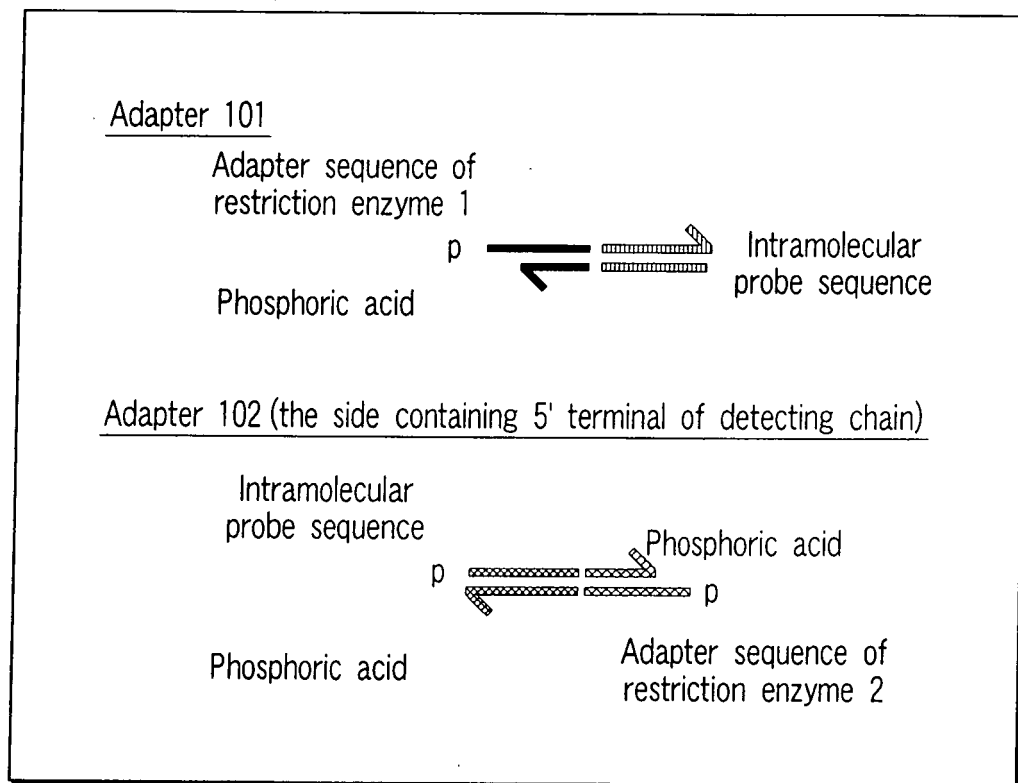 Adapter 101
Adapter sequence of
restriction enzyme 1
p
Intramolecular
probe sequence
Phosphoric acid
Adapter 102 (the side containing 5' terminal of detecting chain)
Intramolecular
probe sequence
Phosphoric acid
p
p
Phosphoric acid
Adapter sequence of
restriction enzyme 2